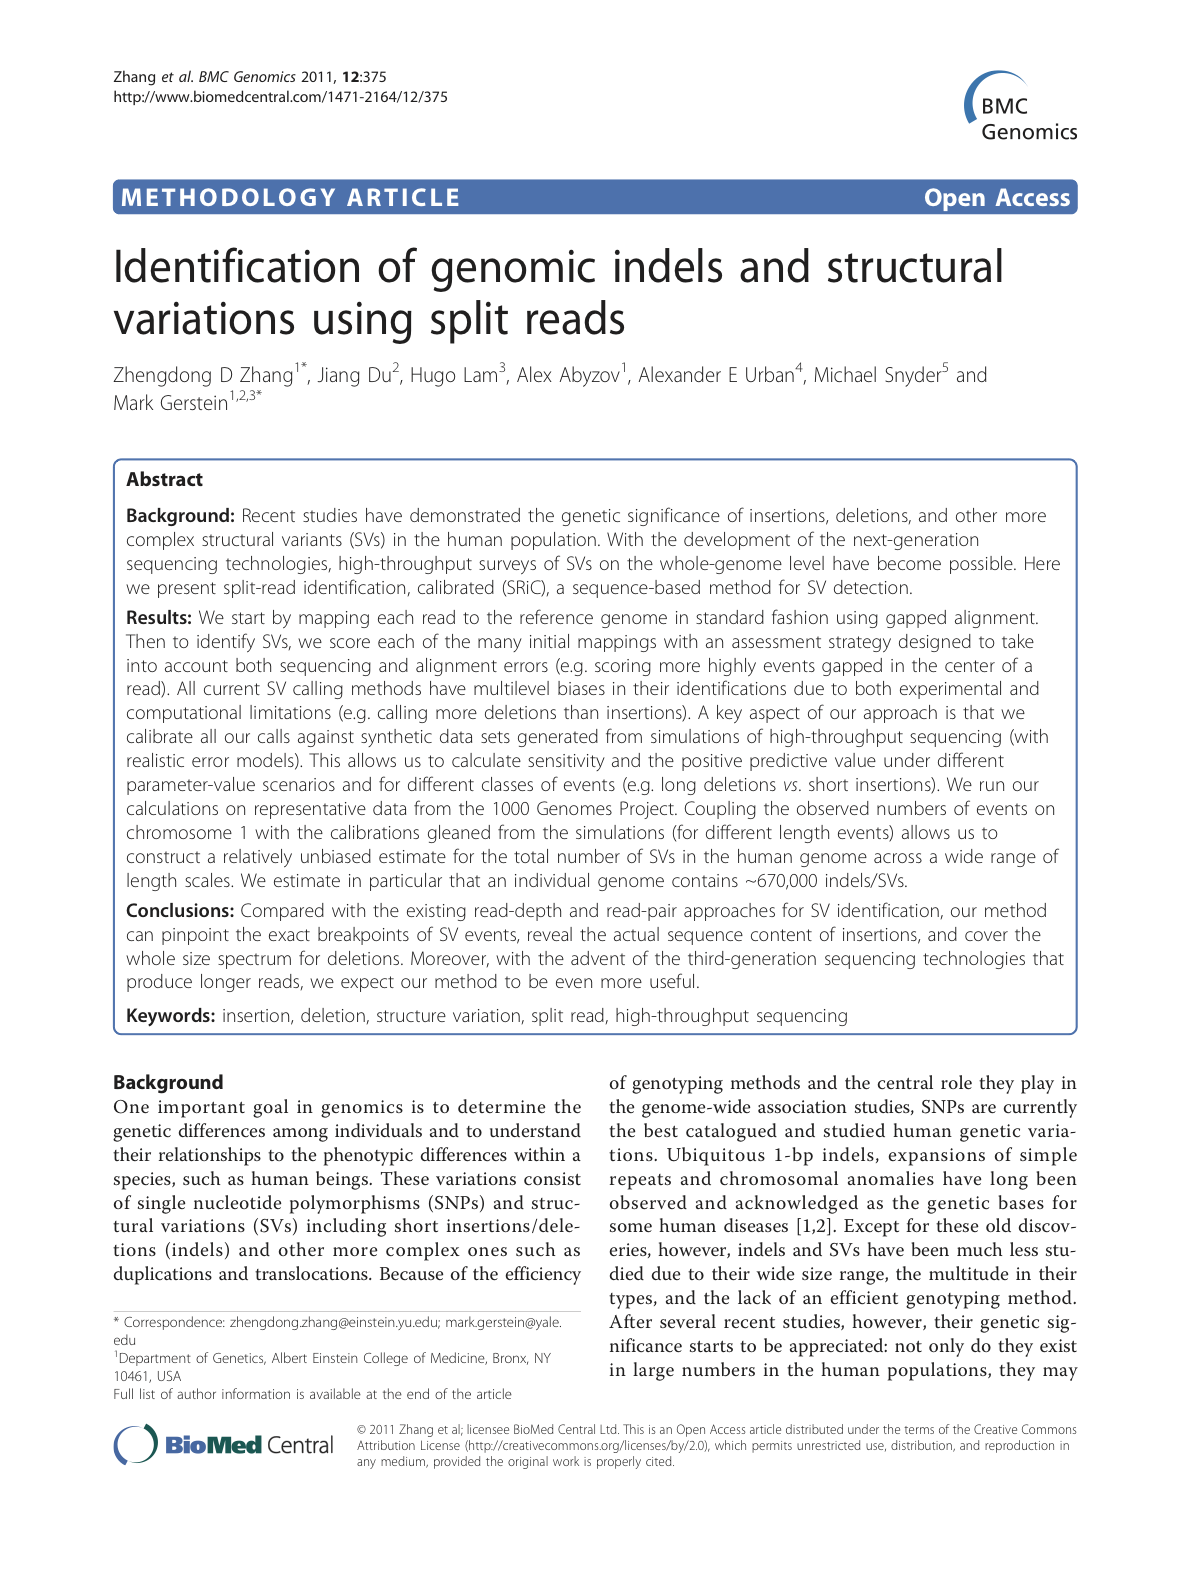 Zhang et al. BMC Genomics 2011, 12:375
http://www.biomedcentral.com/1471-2164/12/375
BMC
Genomics
METHODOLOGY ARTICLE
Open Access
Identification of genomic indels and structural
variations using split reads
Zhengdong D Zhang1*, Jiang Du2, Hugo Lam3, Alex Abyzov1, Alexander E Urban4, Michael Snyder5 and
Mark Gerstein1,2,3*
Abstract
Background: Recent studies have demonstrated the genetic significance of insertions, deletions, and other more
complex structural variants (SVs) in the human population. With the development of the next-generation
sequencing technologies, high-throughput surveys of SVs on the whole-genome level have become possible. Here
we present split-read identification, calibrated (SRiC), a sequence-based method for SV detection.
Results: We start by mapping each read to the reference genome in standard fashion using gapped alignment.
Then to identify SVs, we score each of the many initial mappings with an assessment strategy designed to take
into account both sequencing and alignment errors (e.g. scoring more highly events gapped in the center of a
read). All current SV calling methods have multilevel biases in their identifications due to both experimental and
computational limitations (e.g. calling more deletions than insertions). A key aspect of our approach is that we
calibrate all our calls against synthetic data sets generated from simulations of high-throughput sequencing (with
realistic error models). This allows us to calculate sensitivity and the positive predictive value under different
parameter-value scenarios and for different classes of events (e.g. long deletions vs. short insertions). We run our
calculations on representative data from the 1000 Genomes Project. Coupling the observed numbers of events on
chromosome 1 with the calibrations gleaned from the simulations (for different length events) allows us to
construct a relatively unbiased estimate for the total number of SVs in the human genome across a wide range of
length scales. We estimate in particular that an individual genome contains ~670,000 indels/SVs.
Conclusions: Compared with the existing read-depth and read-pair approaches for SV identification, our method
can pinpoint the exact breakpoints of SV events, reveal the actual sequence content of insertions, and cover the
whole size spectrum for deletions. Moreover, with the advent of the third-generation sequencing technologies that
produce longer reads, we expect our method to be even more useful.
Keywords: insertion, deletion, structure variation, split read, high-throughput sequencing
Background
One important goal in genomics is to determine the
genetic differences among individuals and to understand
their relationships to the phenotypic differences within a
species, such as human beings. These variations consist
of single nucleotide polymorphisms (SNPs) and struc-
tural variations (SVs) including short insertions/dele-
tions (indels) and other more complex ones such as
duplications and translocations. Because of the efficiency
of genotyping methods and the central role they play in
the genome-wide association studies, SNPs are currently
the best catalogued and studied human genetic varia-
tions. Ubiquitous 1-bp indels, expansions of simple
repeats and chromosomal anomalies have long been
observed and acknowledged as the genetic bases for
some human diseases [1,2]. Except for these old discov-
eries, however, indels and SVs have been much less stu-
died due to their wide size range, the multitude in their
types, and the lack of an efficient genotyping method.
After several recent studies, however, their genetic sig-
nificance starts to be appreciated: not only do they exist
in large numbers in the human populations, they may
* Correspondence: zhengdong.zhang@einstein.yu.edu; mark.gerstein@yale.
edu
1Department of Genetics, Albert Einstein College of Medicine, Bronx, NY
10461, USA
Full list of author information is available at the end of the article
BioMed Central
© 2011 Zhang et al; licensee BioMed Central Ltd. This is an Open Access article distributed under the terms of the Creative Commons
Attribution License (http://creativecommons.org/licenses/by/2.0), which permits unrestricted use, distribution, and reproduction in
any medium, provided the original work is properly cited.